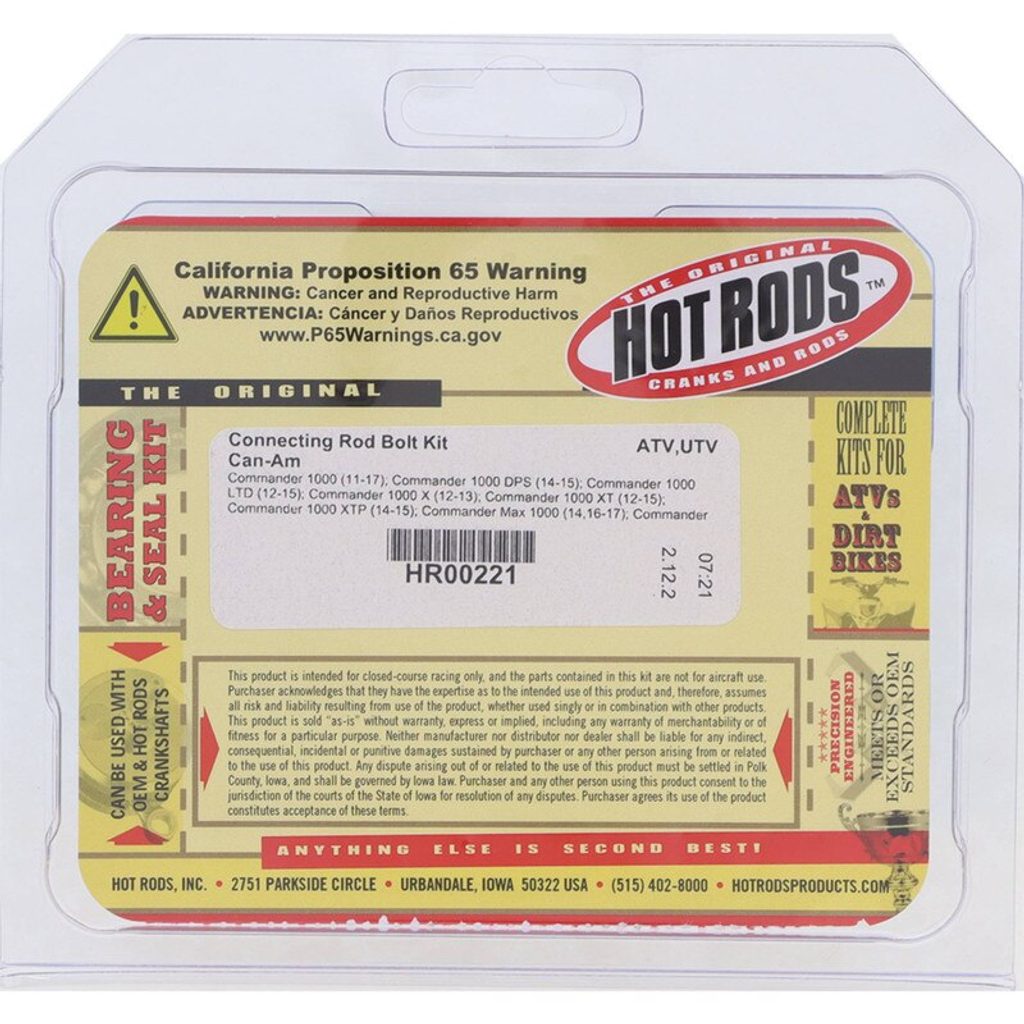 California Proposition 65 Warning
WARNING: Cancer and Reproductive Harm
ADVERTENCIA: Cáncer y Daños Reproductivos
www.P65Warnings.ca.gov
THE ORIGINAL
HOT RODS™
CRANKS AND RODS
THE ORIGINAL
BEARING
& SEAL KIT
Connecting Rod Bolt Kit
ATV,UTV
Can-Am
Commander 1000 (11-17); Commander 1000 DPS (14-15); Commander 1000
LTD (12-15); Commander 1000 X (12-13); Commander 1000 XT (12-15);
Commander 1000 XTP (14-15); Commander Max 1000 (14,16-17); Commander
HR00221
2.12.2
07:21
COMPLETE
KITS FOR
ATVs
&
DIRT
BIKES
CAN BE USED WITH
OEM & HOT RODS
CRANKSHAFTS
This product is intended for closed-course racing only, and the parts contained in this kit are not for aircraft use.
Purchaser acknowledges that they have the expertise as to the intended use of this product and, therefore, assumes
all risk and liability resulting from use of the product, whether used singly or in combination with other products.
This product is sold "as-is" without warranty, express or implied, including any warranty of merchantability or of
fitness for a particular purpose. Neither manufacturer nor distributor nor dealer shall be liable for any indirect,
consequential, incidental or punitive damages sustained by purchaser or any other person arising from or related
to the use of this product. Any dispute arising out of or related to the use of this product must be settled in Polk
County, Iowa, and shall be governed by Iowa law. Purchaser and any other person using this product consent to the
jurisdiction of the courts of the State of Iowa for resolution of any disputes. Purchaser agrees its use of the product
constitutes acceptance of these terms.
PRECISION
ENGINEERED
MEETS OR
EXCEEDS OEM
STANDARDS
ANYTHING ELSE IS SECOND BEST!
HOT RODS, INC. • 2751 PARKSIDE CIRCLE • URBANDALE, IOWA 50322 USA • (515) 402-8000 • HOTRODSPRODUCTS.COM